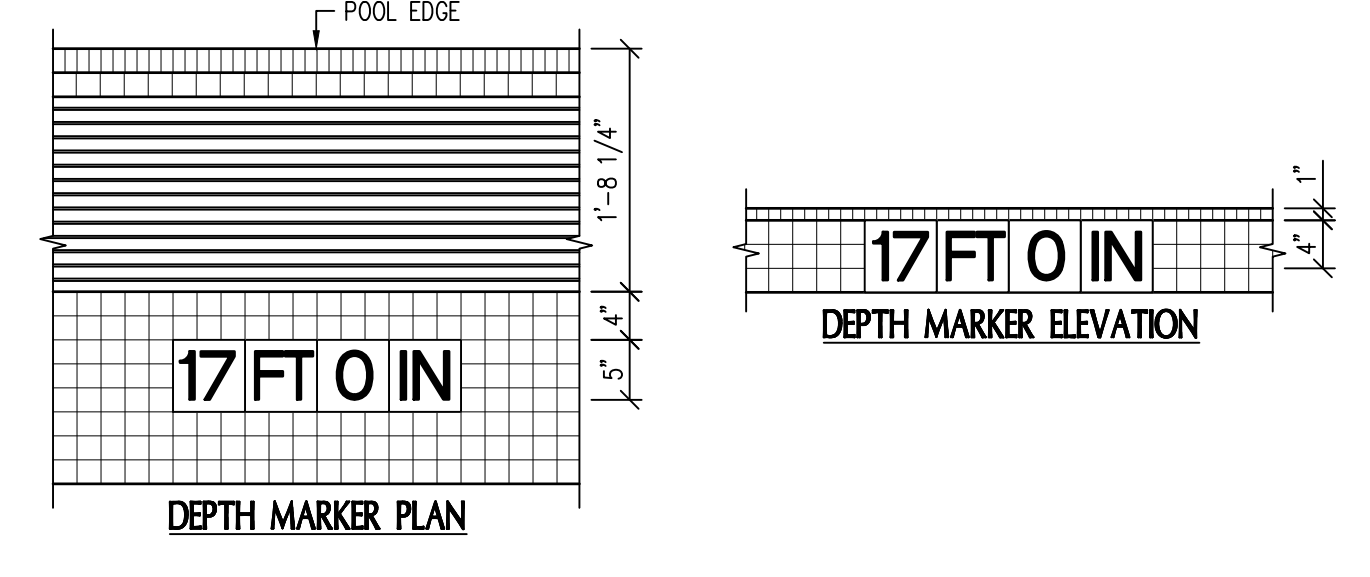 POOL EDGE
1'-8 1/4"
4"
5"
17 FT 0 IN
DEPTH MARKER PLAN
1"
4"
17 FT 0 IN
DEPTH MARKER ELEVATION